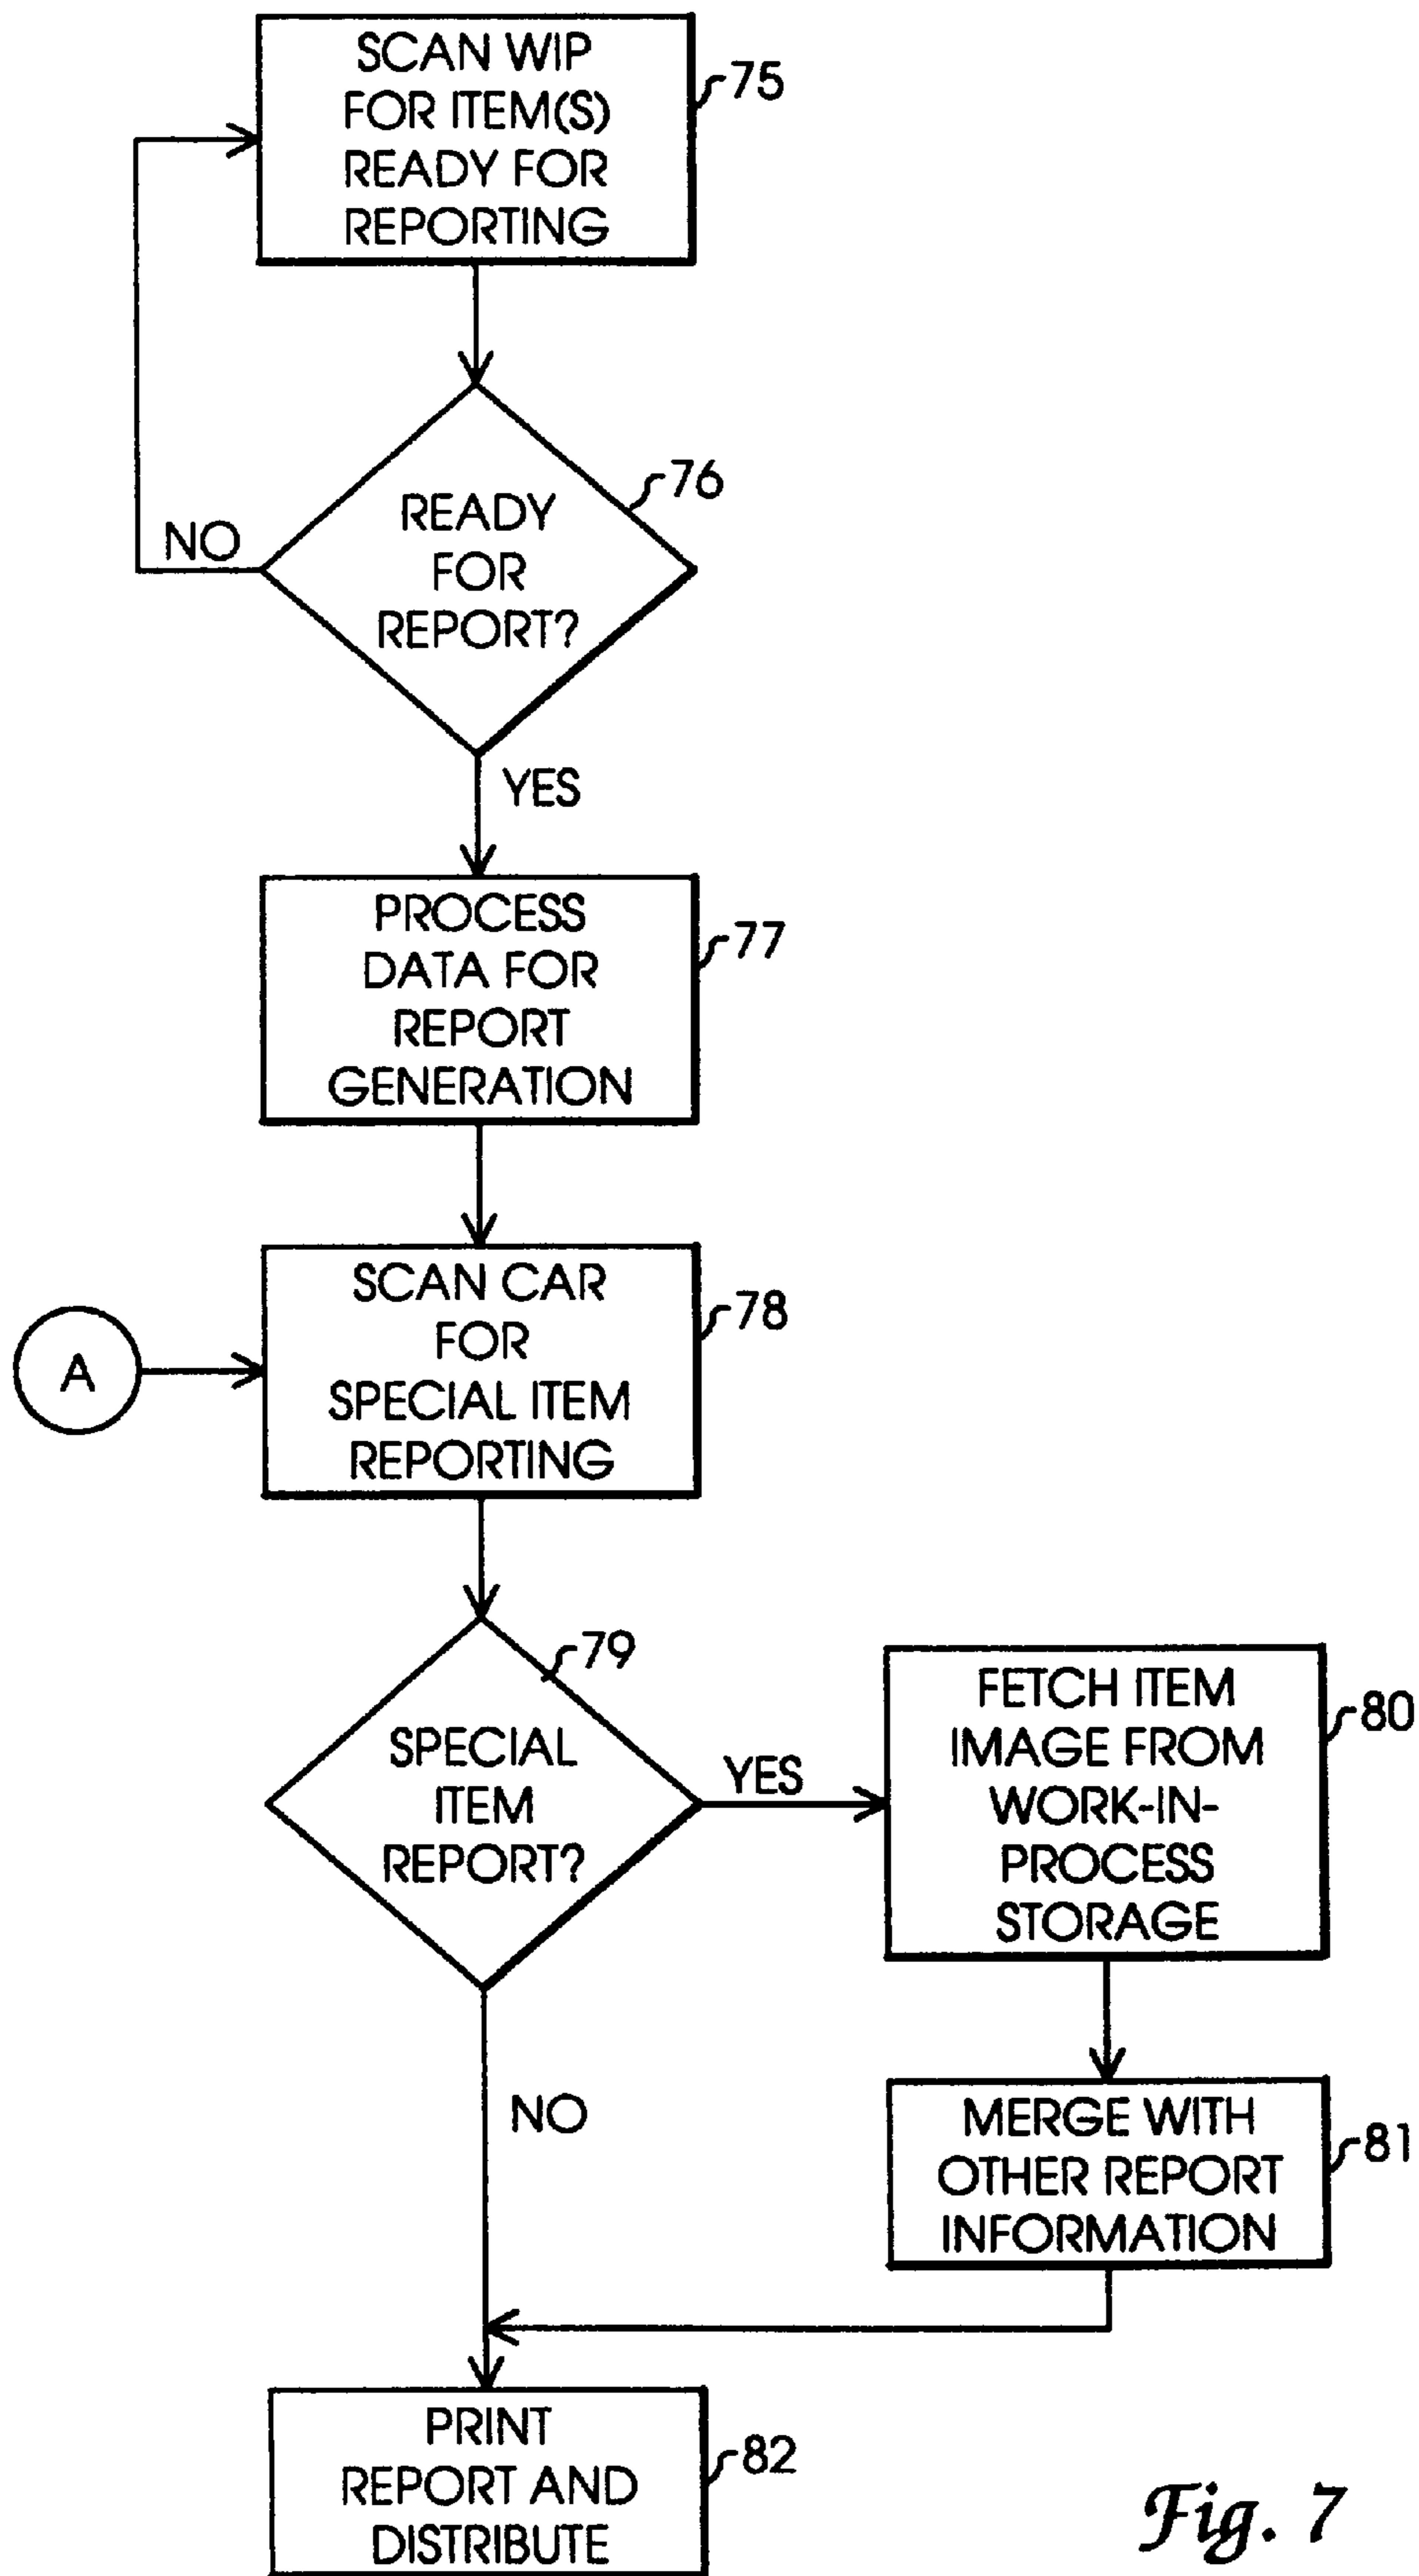 SCAN WIP
FOR ITEM(S)
READY FOR
REPORTING
75
READY
FOR
REPORT?
76
NO
YES
PROCESS
DATA FOR
REPORT
GENERATION
77
A
SCAN CAR
FOR
SPECIAL ITEM
REPORTING
78
SPECIAL
ITEM
REPORT?
79
YES
FETCH ITEM
IMAGE FROM
WORK-IN-
PROCESS
STORAGE
80
NO
MERGE WITH
OTHER REPORT
INFORMATION
81
PRINT
REPORT AND
DISTRIBUTE
82
Fig. 7